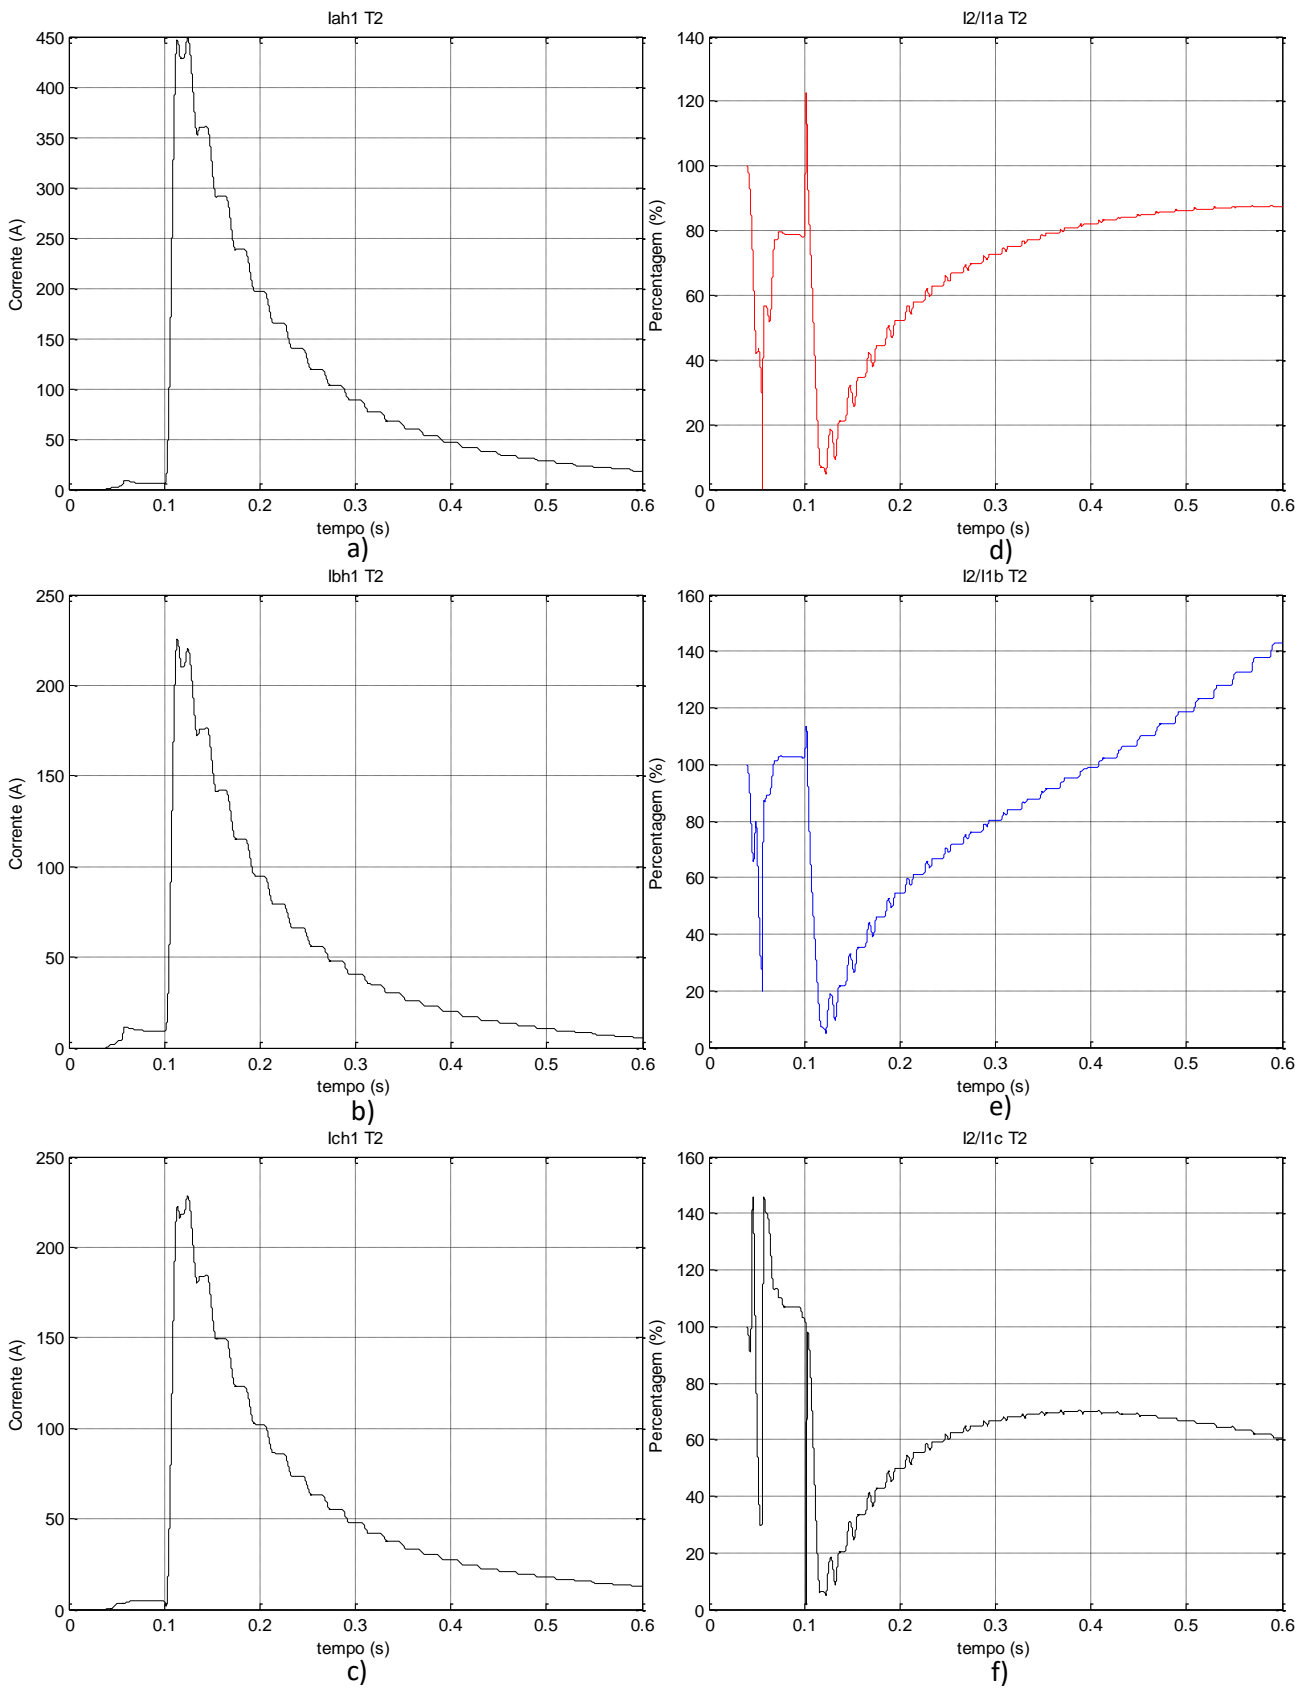 Iah1 T2
450
400
350
300
250
200
150
100
50
0
Corrente (A)
0 0.1 0.2 0.3 0.4 0.5 0.6
tempo (s)
a)
I2/I1a T2
140
120
100
80
60
40
20
0
Percentagem (%)
0 0.1 0.2 0.3 0.4 0.5 0.6
tempo (s)
d)
Ibh1 T2
250
200
150
100
50
0
Corrente (A)
0 0.1 0.2 0.3 0.4 0.5 0.6
tempo (s)
b)
I2/I1b T2
160
140
120
100
80
60
40
20
0
Percentagem (%)
0 0.1 0.2 0.3 0.4 0.5 0.6
tempo (s)
e)
Ich1 T2
250
200
150
100
50
0
Corrente (A)
0 0.1 0.2 0.3 0.4 0.5 0.6
tempo (s)
c)
I2/I1c T2
160
140
120
100
80
60
40
20
0
Percentagem (%)
0 0.1 0.2 0.3 0.4 0.5 0.6
tempo (s)
f)